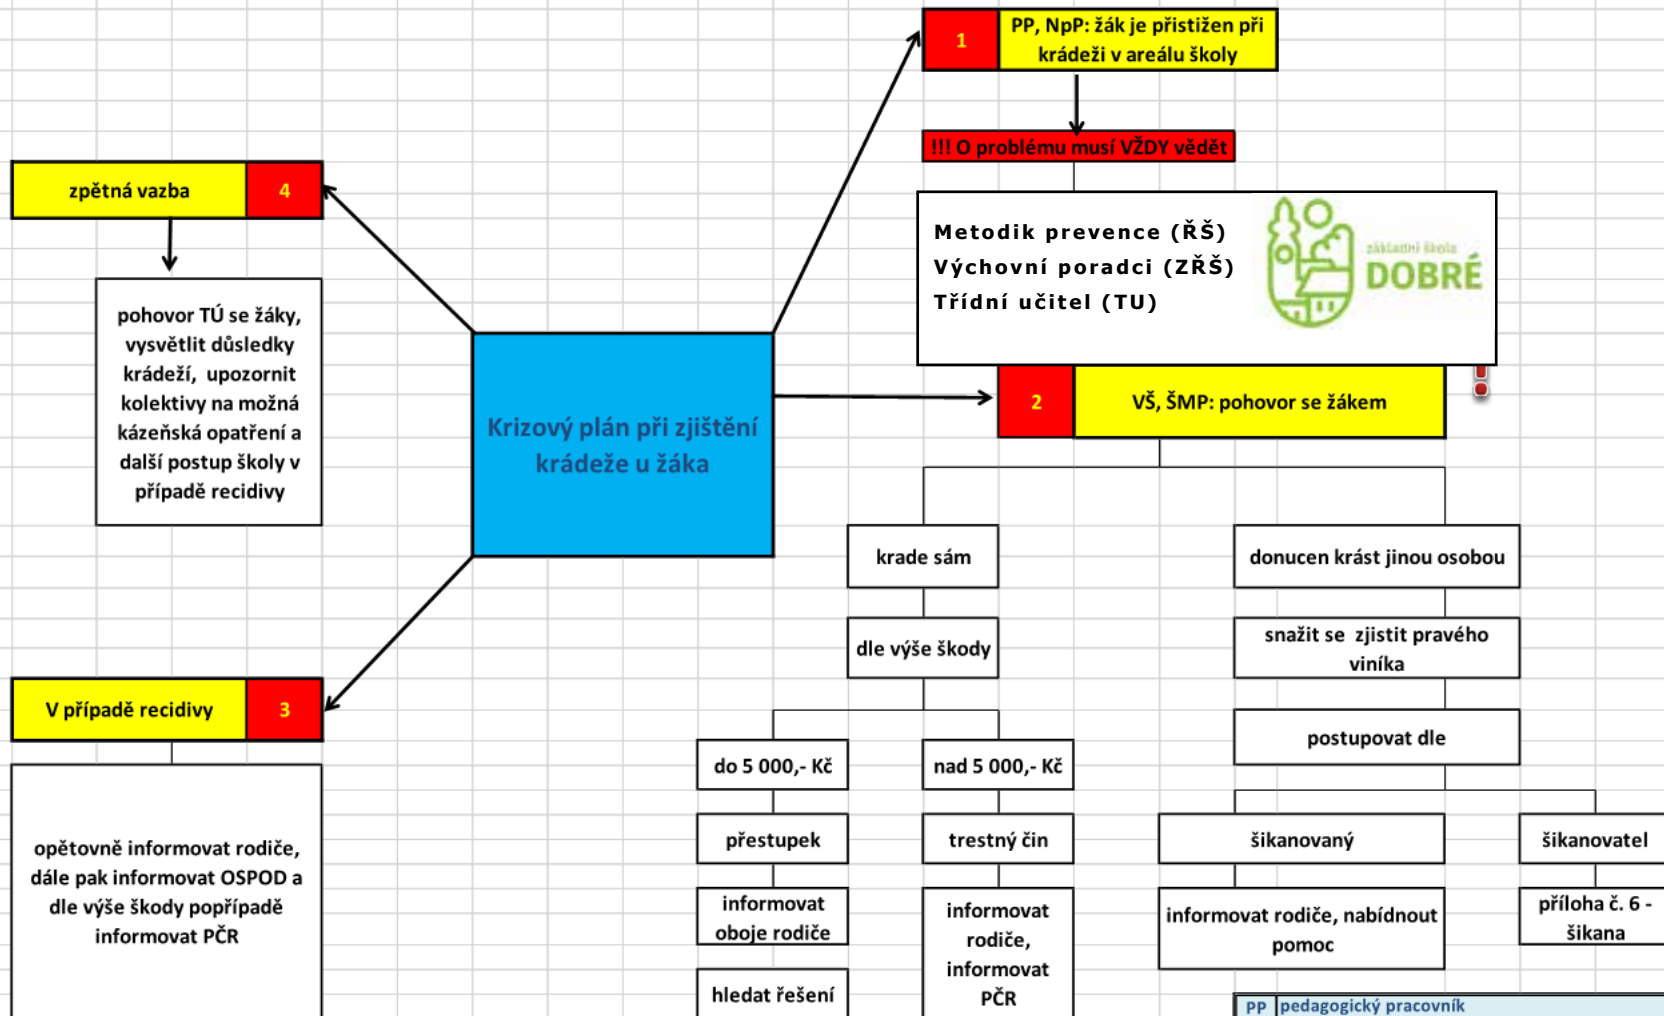 1
PP, NpP: žák je přistižen při
krádeži v areálu školy
!!! O problému musí VŽDY vědět
Metodik prevence (ŘŠ)
Výchovní poradci (ZŘŠ)
Třídní učitel (TU)
základní škola
DOBRÉ
zpětná vazba
4
pohovor TÚ se žáky,
vysvětlit důsledky
krádeží, upozornit
kolektivy na možná
kázeňská opatření a
další postup školy v
případě recidivy
Krizový plán při zjištění
krádeže u žáka
2
VŠ, ŠMP: pohovor se žákem
krade sám
dle výše škody
do 5 000,- Kč
přestupek
informovat
oboje rodiče
hledat řešení
nad 5 000,- Kč
trestný čin
informovat
rodiče,
informovat
PČR
donucen krást jinou osobou
snažit se zjistit pravého
viníka
postupovat dle
šikanovaný
informovat rodiče, nabídnout
pomoc
šikanovatel
příloha č. 6 -
šikana
V případě recidivy
3
opětovně informovat rodiče,
dále pak informovat OSPOD a
dle výše škody popřípadě
informovat PČR
PP pedagogický pracovník